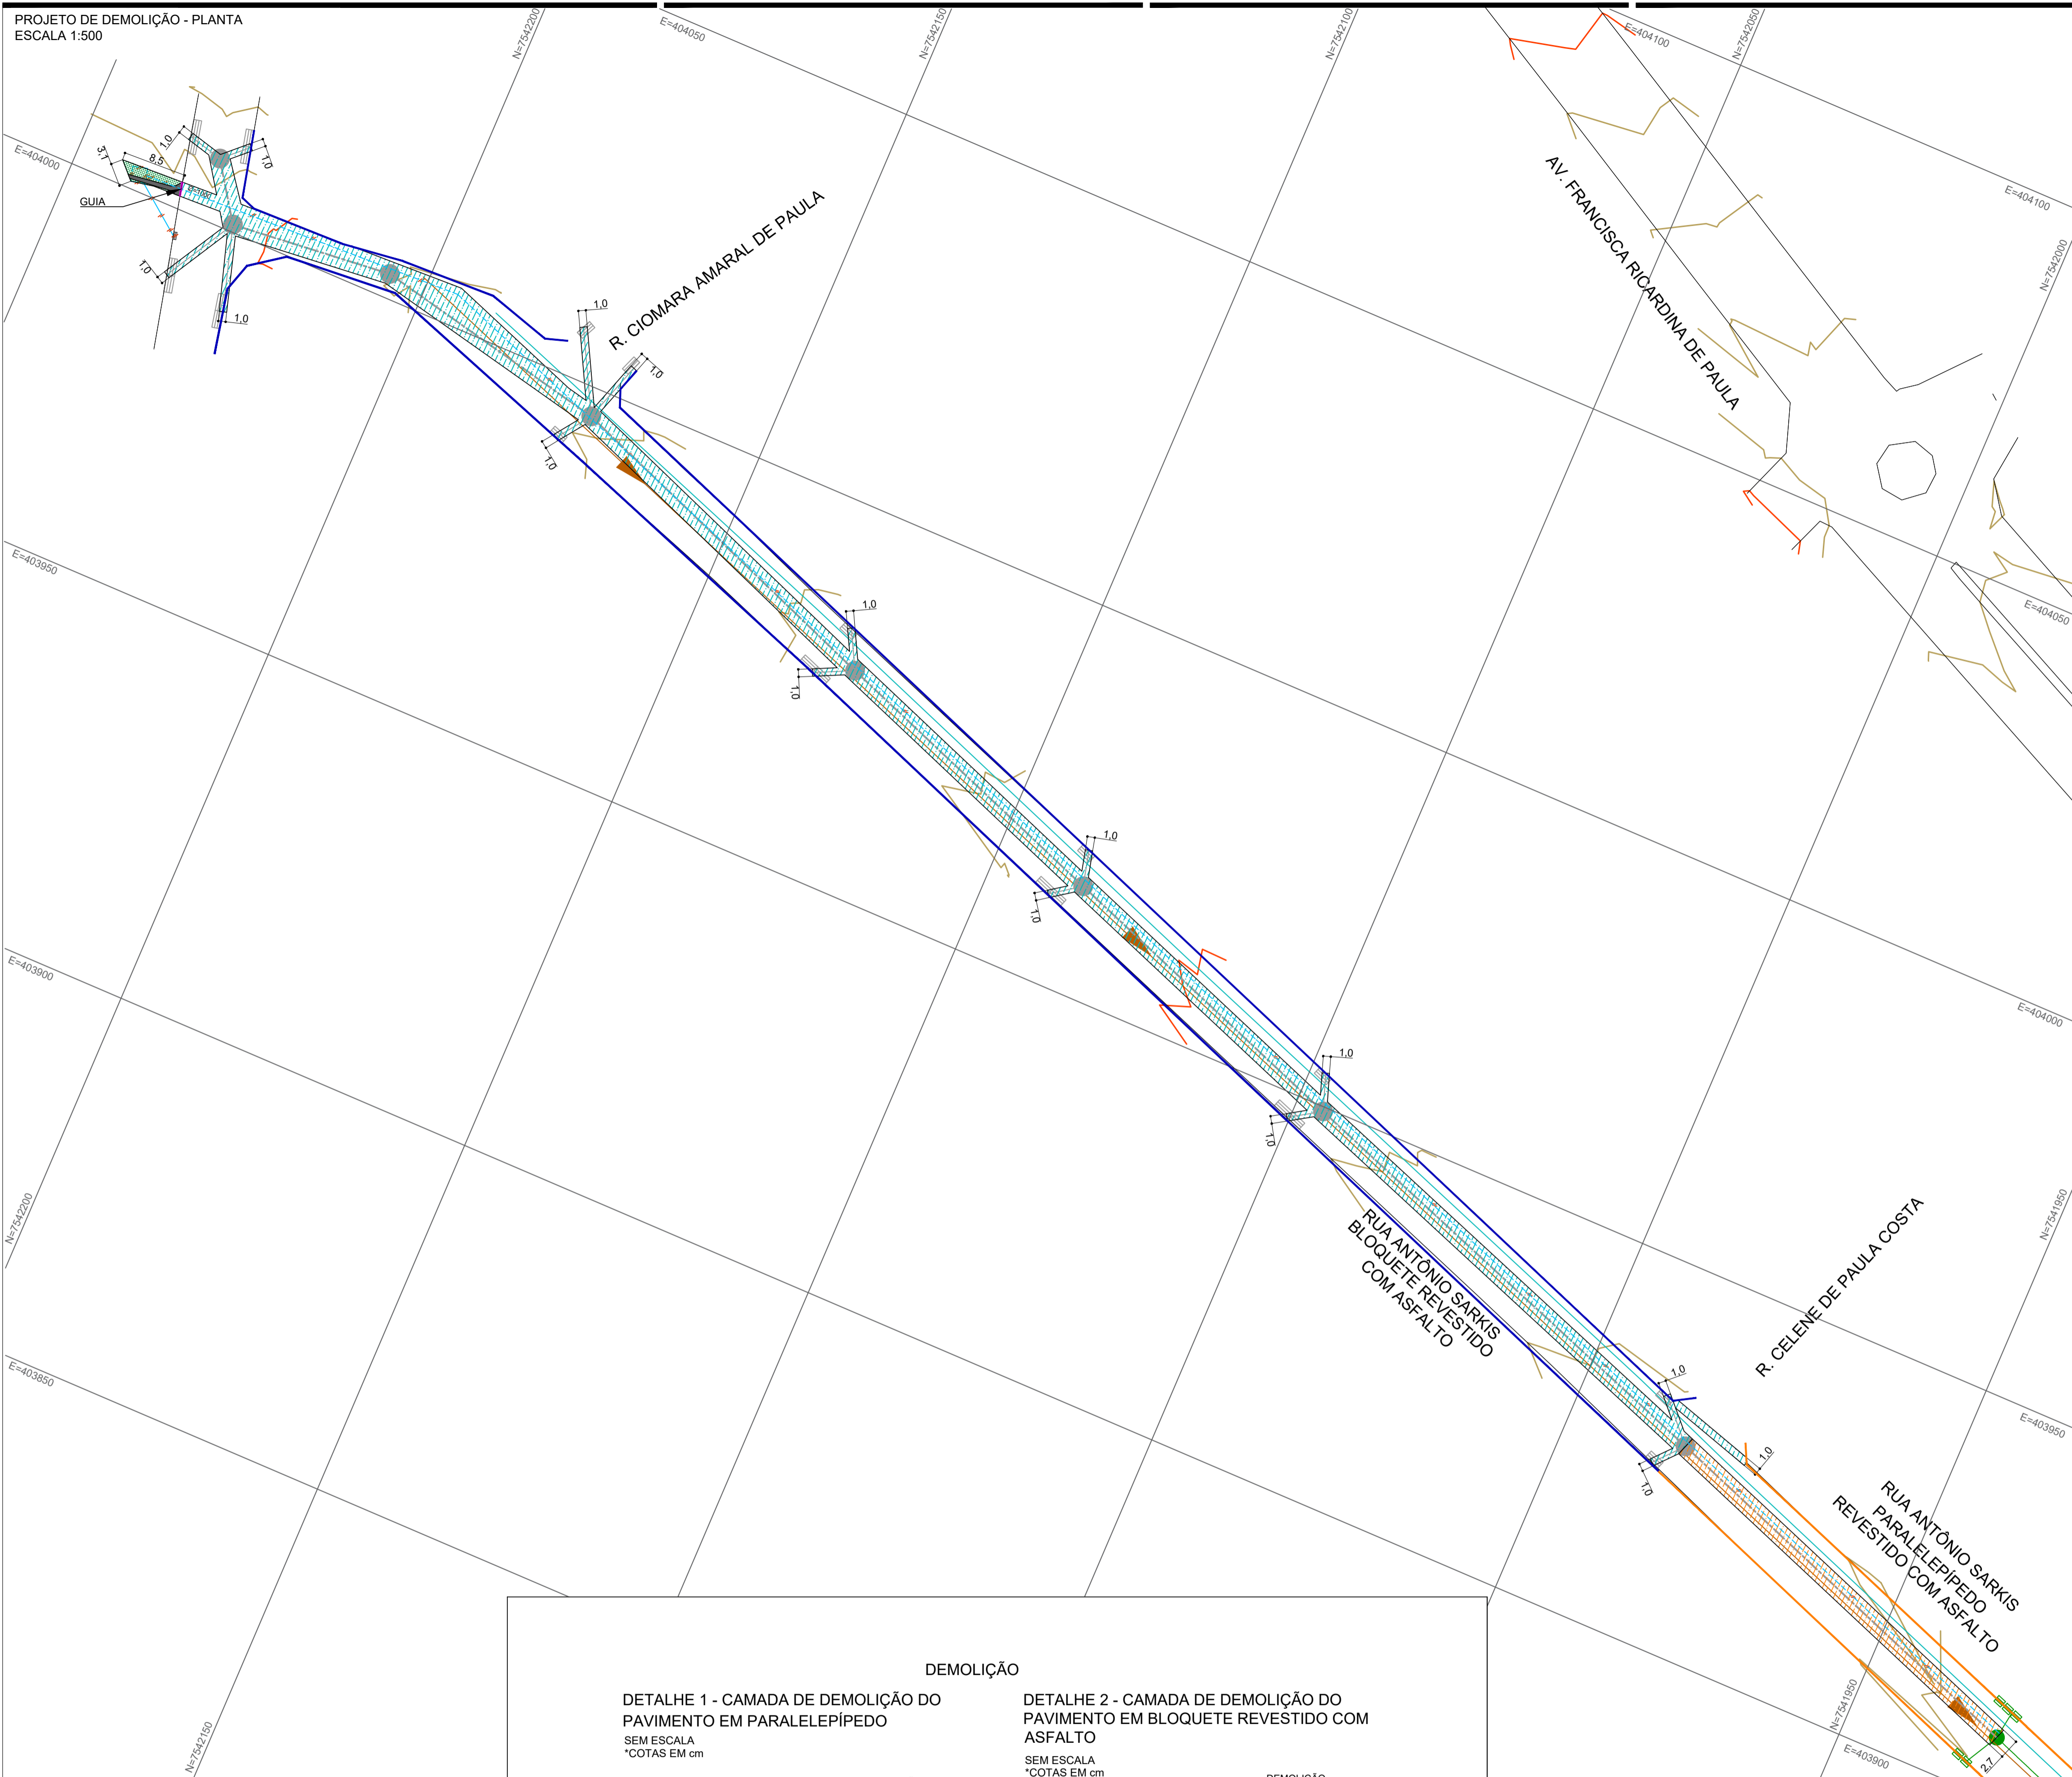 PROJETO DE DEMOLIÇÃO - PLANTA
ESCALA 1:500
N=7542200
E=404050
N=7542150
N=7542100
E=404100
N=7542050
E=404000
3,1
8,5
1,0
1,0
GUIA
1,0
1,0
R. CIOMARA AMARAL DE PAULA
AV. FRANCISCA RICARDINA DE PAULA
E=404100
N=7542000
1,0
1,0
1,0
E=403950
1,0
1,0
E=404050
1,0
1,0
E=403900
E=404000
1,0
1,0
N=7542200
RUA ANTÔNIO SARKIS
BLOQUETE REVESTIDO
COM ASFALTO
R. CELENE DE PAULA COSTA
N=7541950
E=403850
1,0
1,0
1,0
E=403950
RUA ANTÔNIO SARKIS
PARALELEPÍPEDO
REVESTIDO COM ASFALTO
N=7542150
N=7541950
E=403900
2,7
DEMOLIÇÃO
DETALHE 1 - CAMADA DE DEMOLIÇÃO DO
PAVIMENTO EM PARALELEPÍPEDO
SEM ESCALA
*COTAS EM cm
DETALHE 2 - CAMADA DE DEMOLIÇÃO DO
PAVIMENTO EM BLOQUETE REVESTIDO COM
ASFALTO
SEM ESCALA
*COTAS EM cm
DEMOLIÇÃO